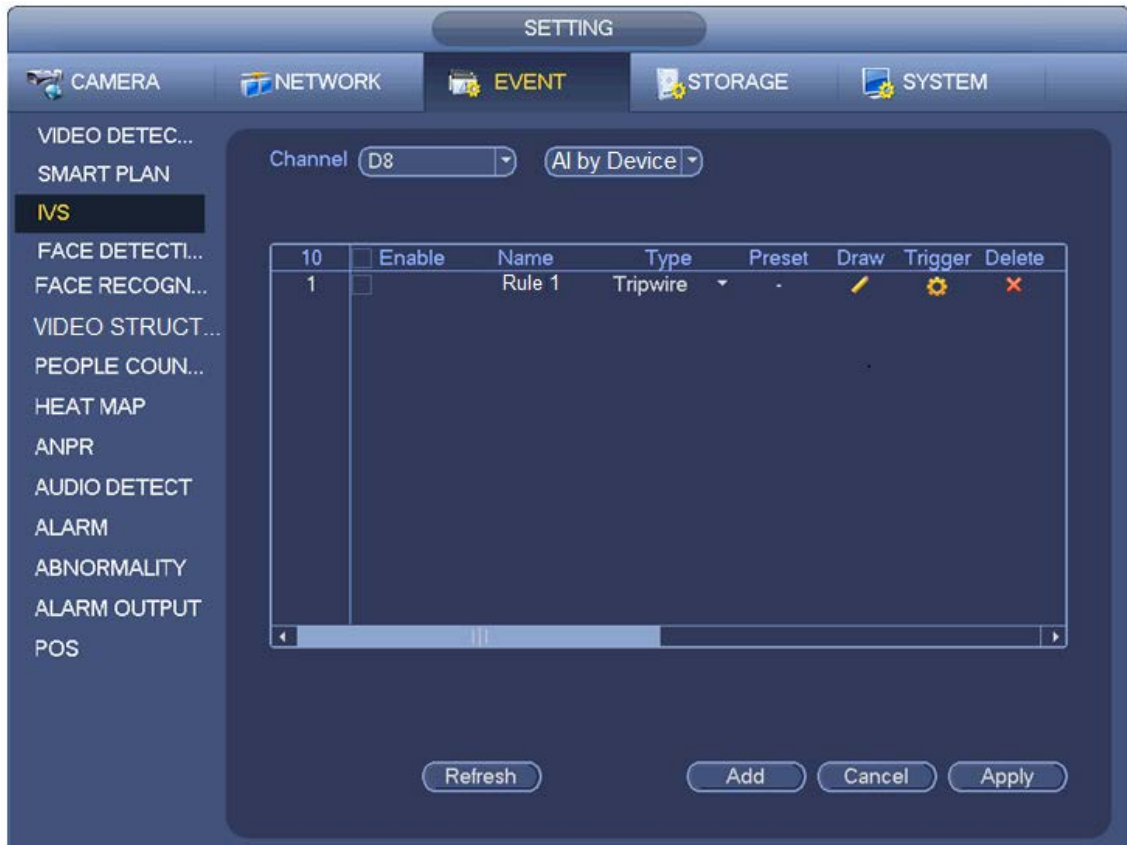 SETTING
CAMERA NETWORK EVENT STORAGE SYSTEM
VIDEO DETEC...
SMART PLAN
IVS
FACE DETECTI...
FACE RECOGN...
VIDEO STRUCT...
PEOPLE COUN...
HEAT MAP
ANPR
AUDIO DETECT
ALARM
ABNORMALITY
ALARM OUTPUT
POS
Channel D8 AI by Device
10 Enable Name Type Preset Draw Trigger Delete
1 Rule 1 Tripwire -
Refresh Add Cancel Apply